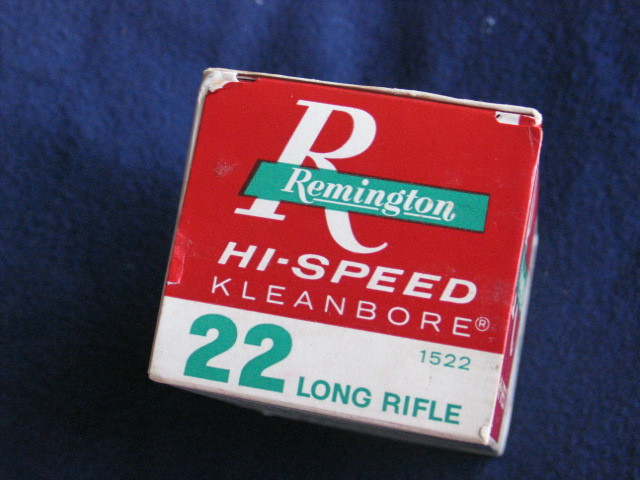 R
Remington
HI-SPEED
KLEANBORE®
1522
22 LONG RIFLE